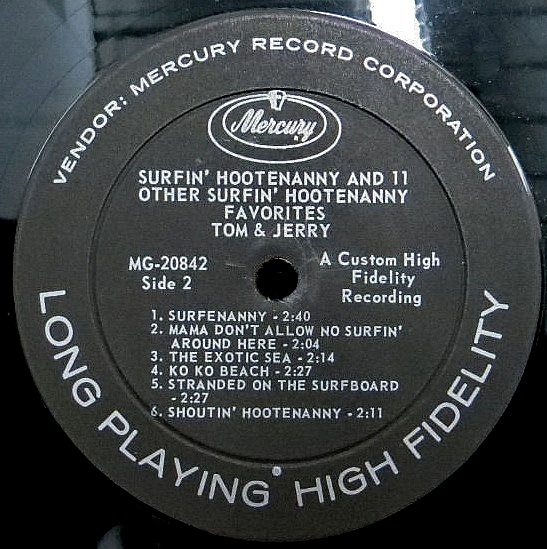 VENDOR: MERCURY RECORD CORPORATION
Mercury
SURFIN' HOOTENANNY AND 11
OTHER SURFIN' HOOTENANNY
FAVORITES
TOM & JERRY
MG-20842
Side 2
A Custom High
Fidelity
Recording
1. SURFENANNY - 2:40
2. MAMA DON'T ALLOW NO SURFIN'
AROUND HERE - 2:04
3. THE EXOTIC SEA - 2:14
4. KO KO BEACH - 2:27
5. STRANDED ON THE SURFBOARD
- 2:27
6. SHOUTIN' HOOTENANNY - 2:11
LONG PLAYING HIGH FIDELITY